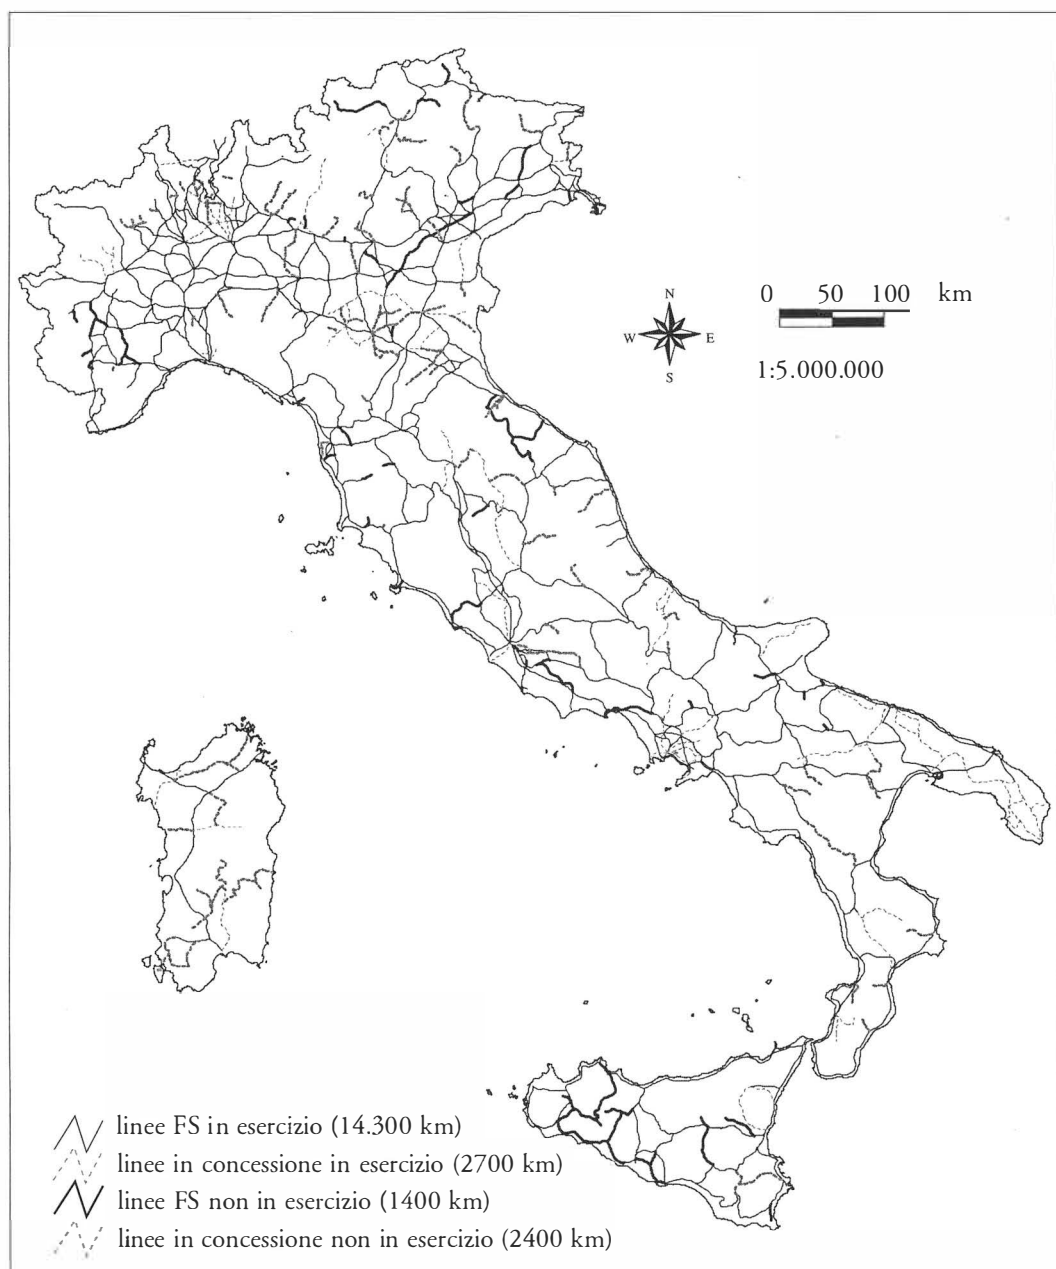 N
W E
S
0 50 100 km
1:5.000.000
linee FS in esercizio (14.300 km)
linee in concessione in esercizio (2700 km)
linee FS non in esercizio (1400 km)
linee in concessione non in esercizio (2400 km)